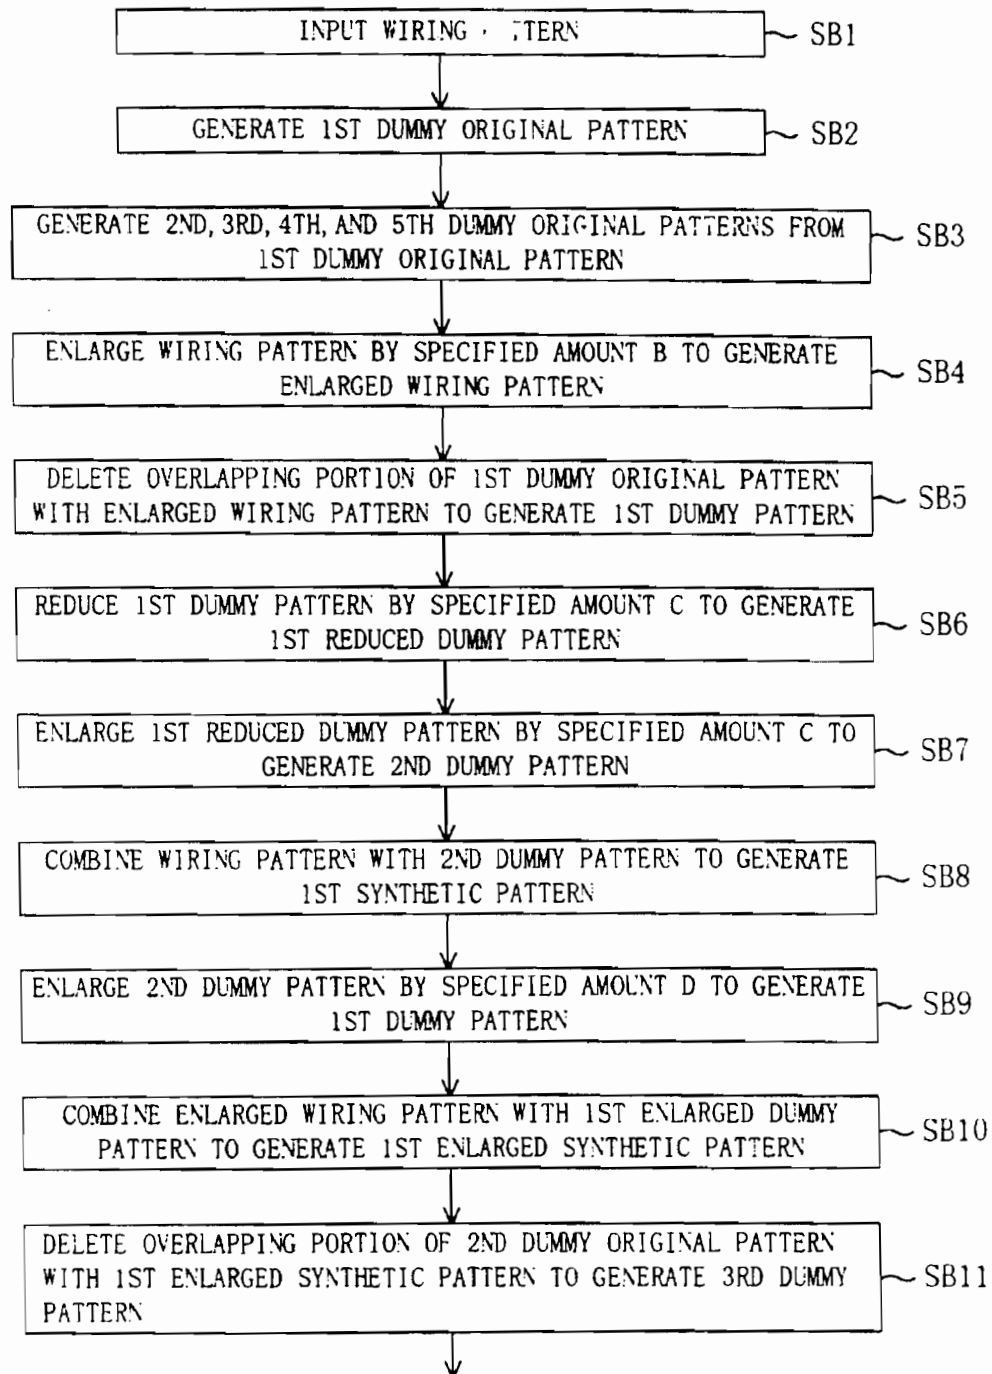 INPUT WIRING TERN
SB1
GENERATE 1ST DUMMY ORIGINAL PATTERN
SB2
GENERATE 2ND, 3RD, 4TH, AND 5TH DUMMY ORIGINAL PATTERNS FROM
1ST DUMMY ORIGINAL PATTERN
SB3
ENLARGE WIRING PATTERN BY SPECIFIED AMOUNT B TO GENERATE
ENLARGED WIRING PATTERN
SB4
DELETE OVERLAPPING PORTION OF 1ST DUMMY ORIGINAL PATTERN
WITH ENLARGED WIRING PATTERN TO GENERATE 1ST DUMMY PATTERN
SB5
REDUCE 1ST DUMMY PATTERN BY SPECIFIED AMOUNT C TO GENERATE
1ST REDUCED DUMMY PATTERN
SB6
ENLARGE 1ST REDUCED DUMMY PATTERN BY SPECIFIED AMOUNT C TO
GENERATE 2ND DUMMY PATTERN
SB7
COMBINE WIRING PATTERN WITH 2ND DUMMY PATTERN TO GENERATE
1ST SYNTHETIC PATTERN
SB8
ENLARGE 2ND DUMMY PATTERN BY SPECIFIED AMOUNT D TO GENERATE
1ST DUMMY PATTERN
SB9
COMBINE ENLARGED WIRING PATTERN WITH 1ST ENLARGED DUMMY
PATTERN TO GENERATE 1ST ENLARGED SYNTHETIC PATTERN
SB10
DELETE OVERLAPPING PORTION OF 2ND DUMMY ORIGINAL PATTERN
WITH 1ST ENLARGED SYNTHETIC PATTERN TO GENERATE 3RD DUMMY
PATTERN
SB11